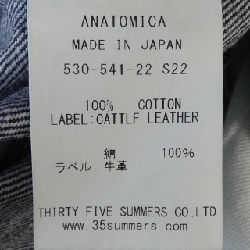 ANATOMICA
MADE IN JAPAN
530-541-22 S22
100% COTTON
LABEL:CATTLE LEATHER
綿 100%
ラベル 牛革
THIRTY FIVE SUMMERS CO.,LTD
www.35summers.com